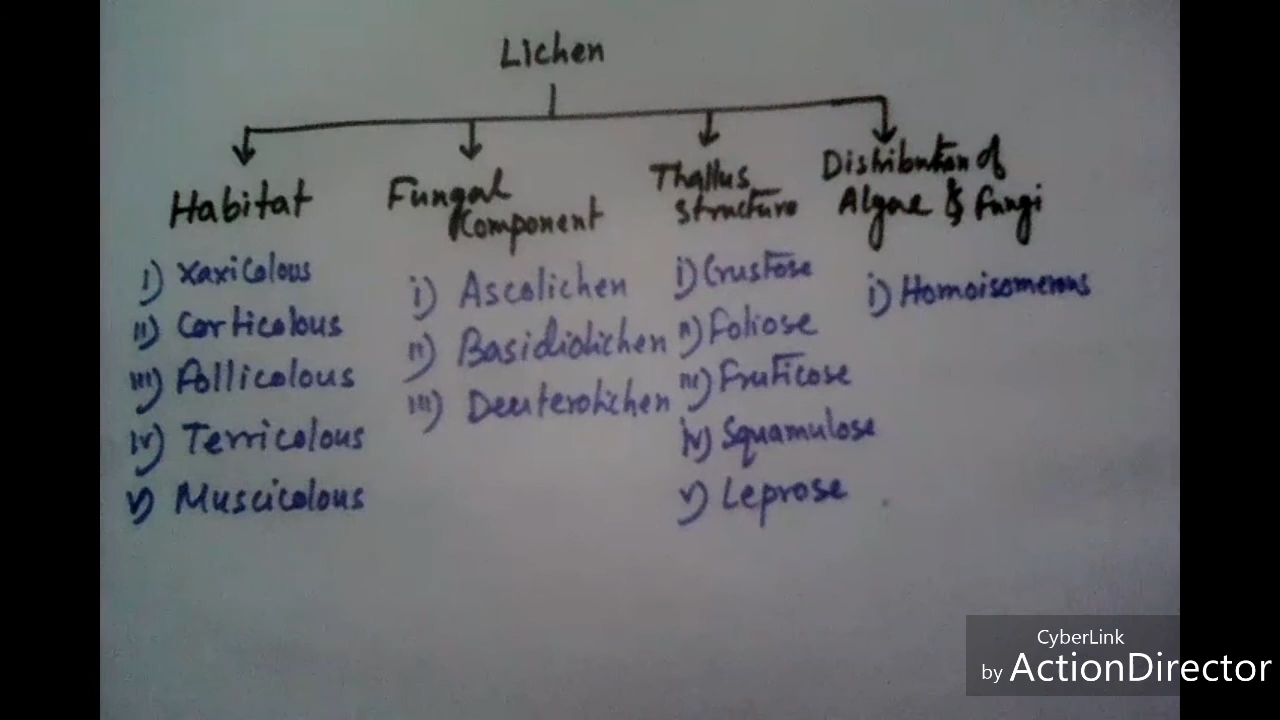 Lichen
Habitat
i) Xaxicolous
ii) Corticolous
iii) Follicolous
iv) Terricolous
v) Muscicolous
Fungal
Component
i) Ascolichen
ii) Basidiolichen
iii) Deuterolichen
Thallus
Structure
i) Crustose
ii) Foliose
iii) Fruticose
iv) Squamulose
v) Leprose
Distribution of
Algae & Fungi
i) Homoisomerous
CyberLink
by ActionDirector